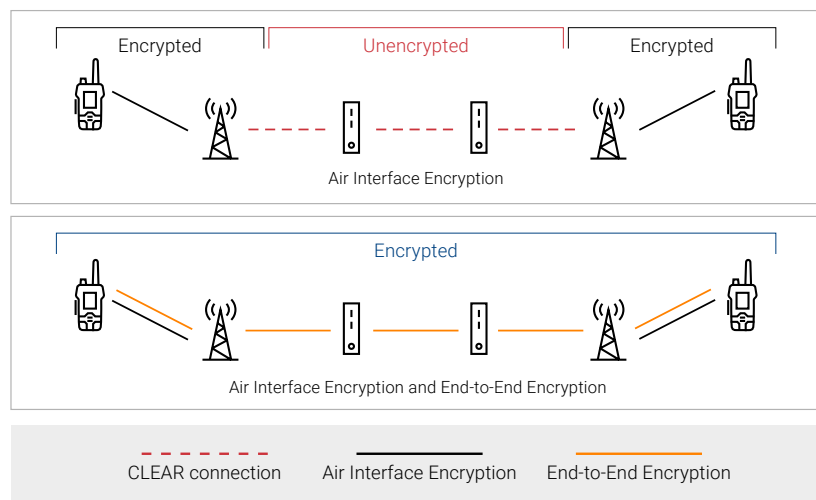 Encrypted
Unencrypted
Encrypted
Air Interface Encryption
Encrypted
Air Interface Encryption and End-to-End Encryption
CLEAR connection
Air Interface Encryption
End-to-End Encryption